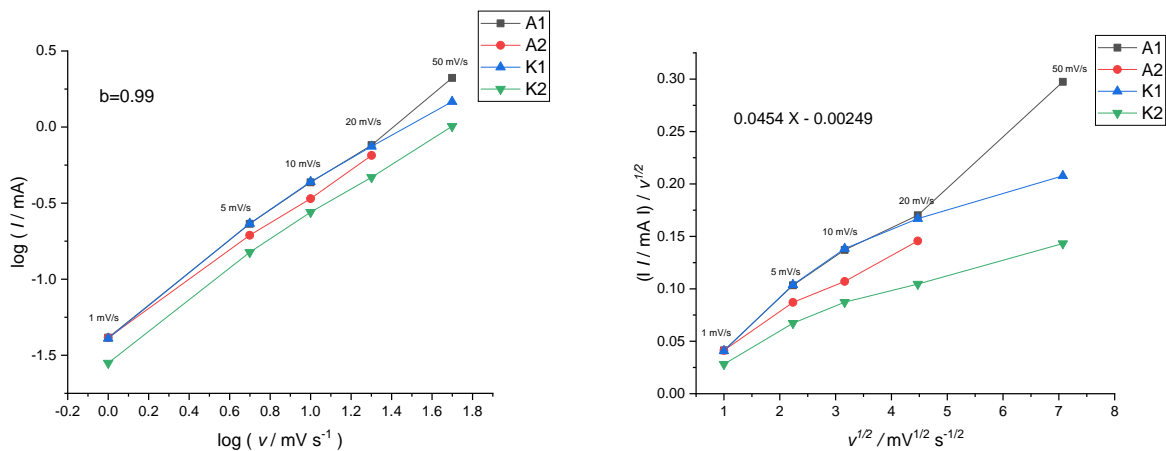 A1
A2
K1
K2
b=0.99
1 mV/s
5 mV/s
10 mV/s
20 mV/s
50 mV/s
0.5
0.0
-0.5
-1.0
-1.5
log ( I / mA)
-0.2 0.0 0.2 0.4 0.6 0.8 1.0 1.2 1.4 1.6 1.8
log ( v / mV s-1)
A1
A2
K1
K2
0.0454 X - 0.00249
1 mV/s
5 mV/s
10 mV/s
20 mV/s
50 mV/s
0.30
0.25
0.20
0.15
0.10
0.05
0.00
(I I / mA I) / v1/2
0 1 2 3 4 5 6 7 8
v1/2 / mV1/2 s-1/2